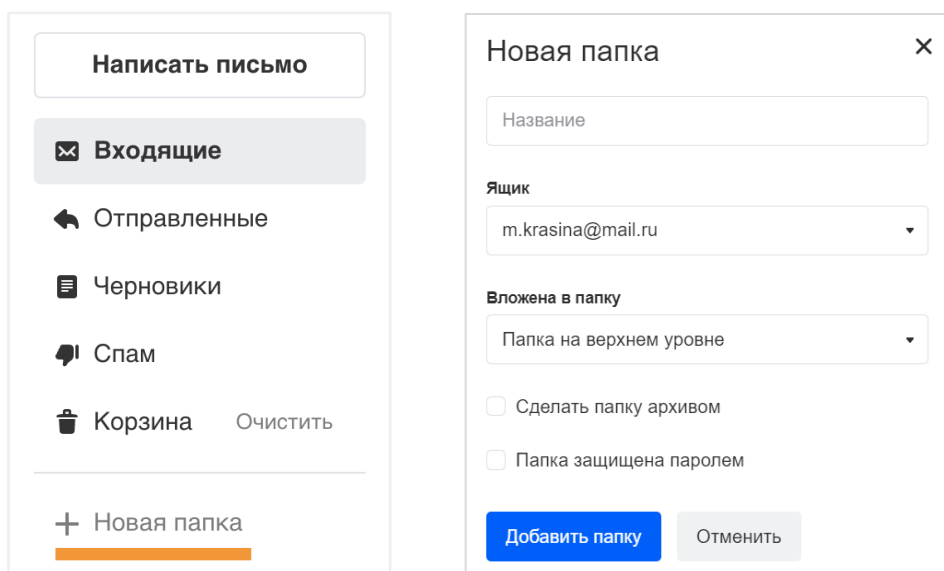 Написать письмо
Входящие
Отправленные
Черновики
Спам
Корзина Очистить
Новая папка
Новая папка
Название
Ящик
m.krasina@mail.ru
Вложена в папку
Папка на верхнем уровне
Сделать папку архивом
Папка защищена паролем
Добавить папку Отменить